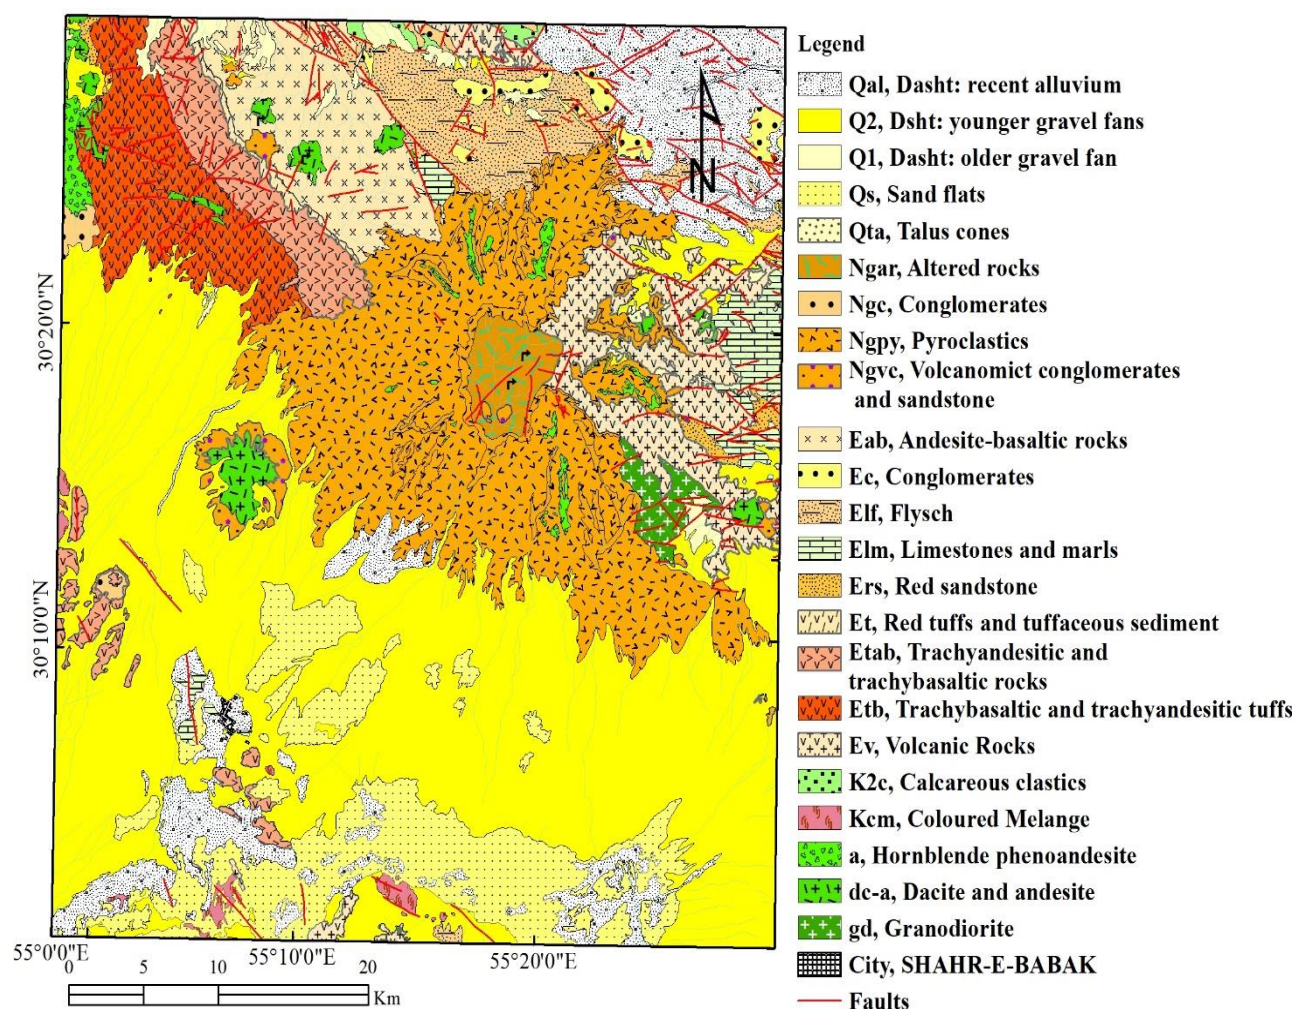 Legend
Qal, Dasht: recent alluvium
Q2, Dsht: younger gravel fans
Q1, Dasht: older gravel fan
Qs, Sand flats
Qta, Talus cones
Ngar, Altered rocks
Ngc, Conglomerates
Ngpy, Pyroclastics
Ngvc, Volcanomict conglomerates
and sandstone
Eab, Andesite-basaltic rocks
Ec, Conglomerates
Elf, Flysch
Elm, Limestones and marls
Ers, Red sandstone
Et, Red tuffs and tuffaceous sediment
Etab, Trachyandesitic and
trachybasaltic rocks
Etb, Trachybasaltic and trachyandesitic tuffs
Ev, Volcanic Rocks
K2c, Calcareous clastics
Kcm, Coloured Melange
a, Hornblende phenoandesite
dc-a, Dacite and andesite
gd, Granodiorite
City, SHAHR-E-BABAK
Faults
N
30°20'0"N
30°10'0"N
55°0'0"E
55°10'0"E
55°20'0"E
0 5 10 20
Km